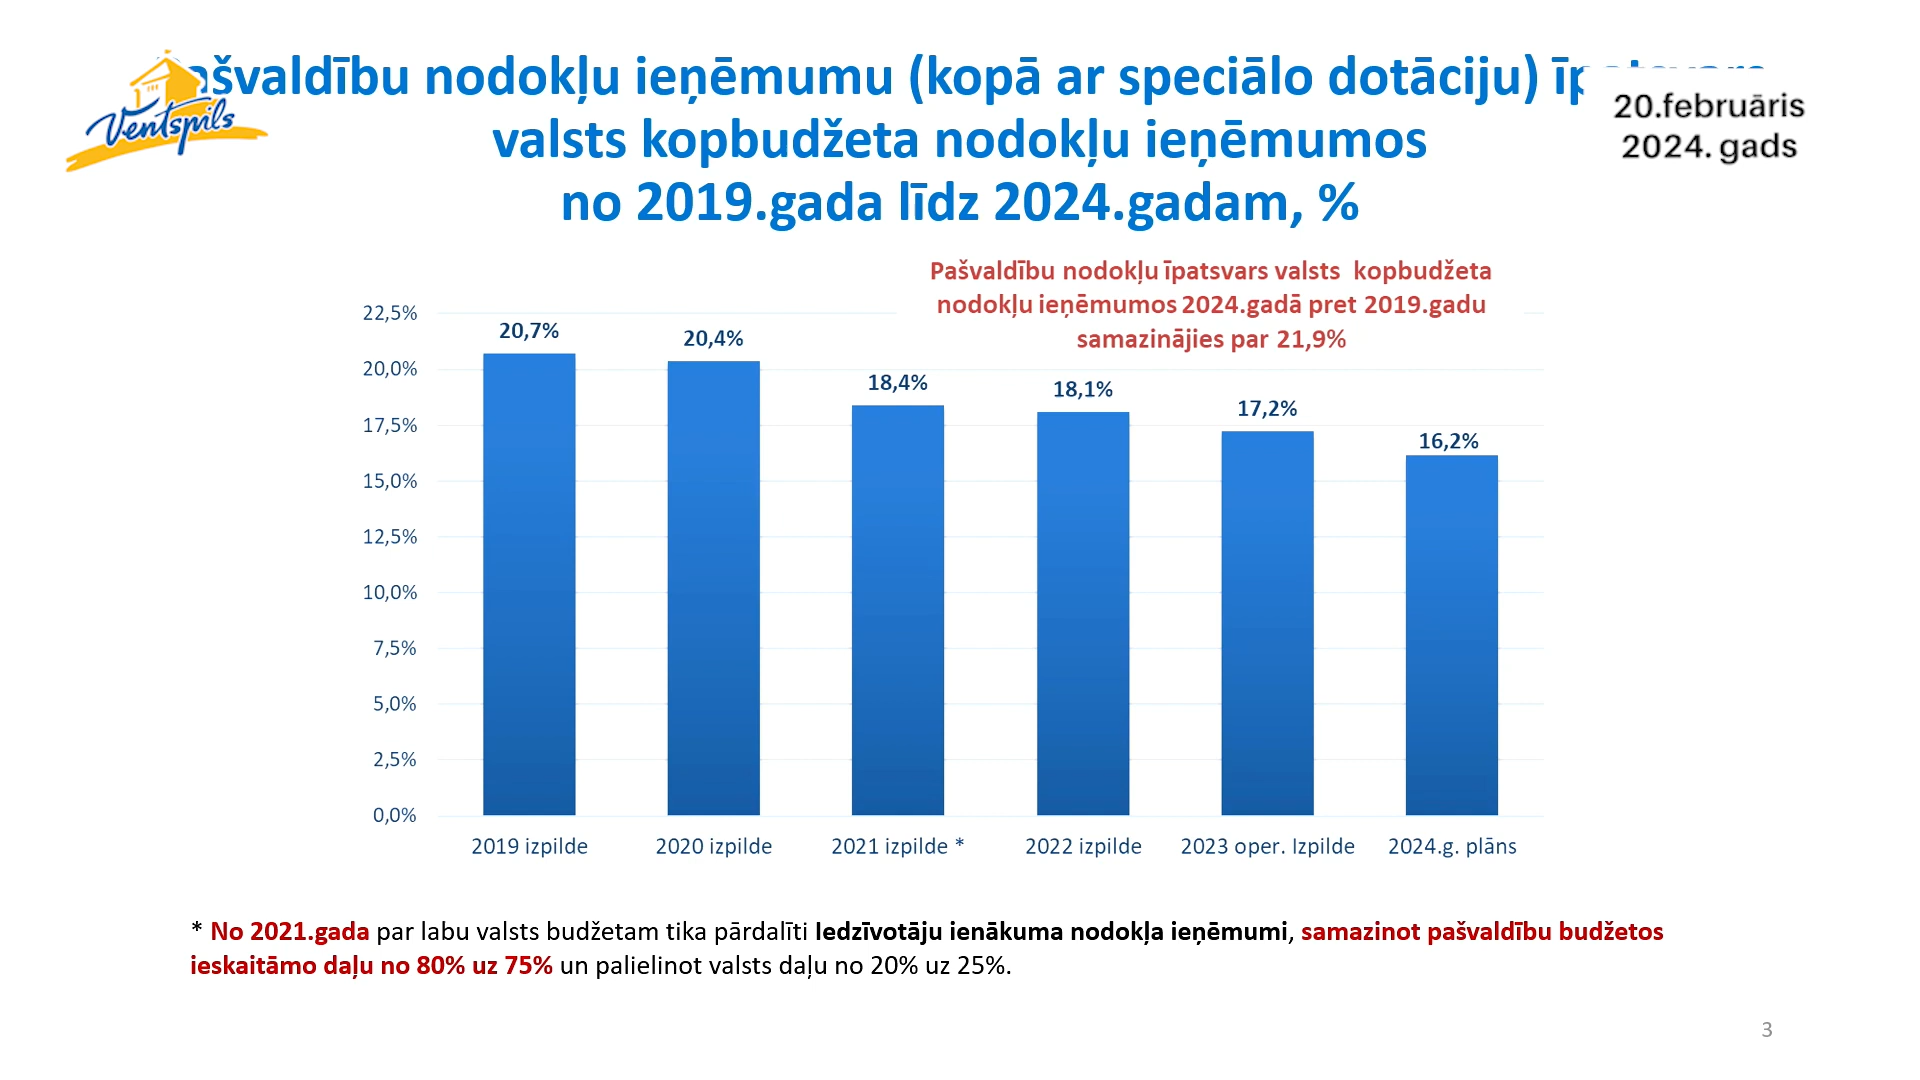 Ventspils
ašvaldību nodokļu ieņēmumu (kopā ar speciālo dotāciju)
20.februāris
2024. gads
valsts kopbudžeta nodokļu ieņēmumos
no 2019.gada līdz 2024.gadam, %
Pašvaldību nodokļu īpatsvars valsts kopbudžeta
nodokļu ieņēmumos 2024.gadā pret 2019.gadu
samazinājies par 21,9%
22,5%
20,0%
17,5%
15,0%
12,5%
10,0%
7,5%
5,0%
2,5%
0,0%
20,7%
20,4%
18,4%
18,1%
17,2%
16,2%
2019 izpilde
2020 izpilde
2021 izpilde *
2022 izpilde
2023 oper. Izpilde
2024.g. plāns
* No 2021.gada par labu valsts budžetam tika pārdalīti Iedzīvotāju ienākuma nodokļa ieņēmumi, samazinot pašvaldību budžetos
ieskaitāmo daļu no 80% uz 75% un palielinot valsts daļu no 20% uz 25%.
3